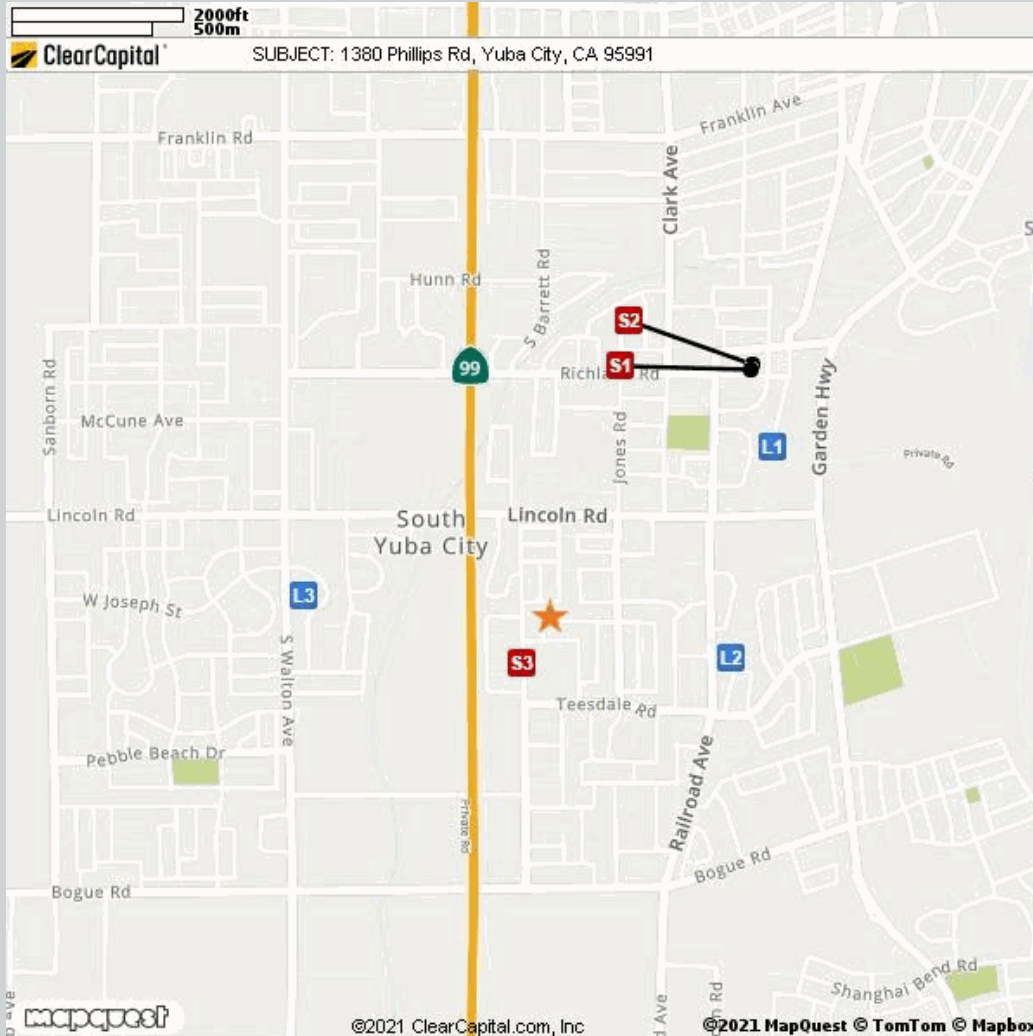 2000ft
500m
ClearCapital
SUBJECT: 1380 Phillips Rd, Yuba City, CA 95991
Franklin Ave
Franklin Rd
Clark Ave
Hunn Rd
S Barrett Rd
S2
S1
99
Sanborn Rd
Garden Hwy
McCune Ave
Jones Rd
L1
Private Rd
Lincoln Rd
Lincoln Rd
South
Yuba City
L3
W Joseph St
S3
L2
S Walton Ave
Teesdale Rd
Pebble Beach Dr
Railroad Ave
Private Rd
Bogue Rd
Bogue Rd
Shanghai Bend Rd
mapquest
©2021 ClearCapital.com, Inc
©2021 MapQuest © TomTom © Mapbox